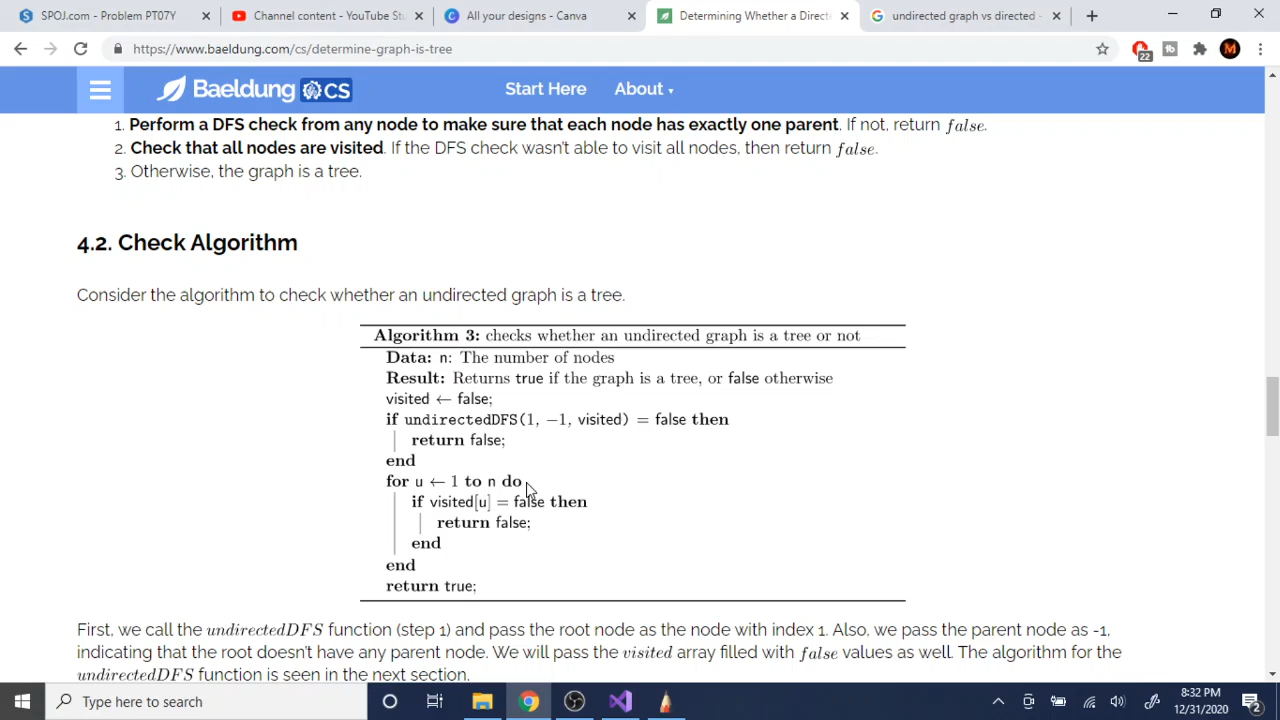 SPOJ.com - Problem PT07Y
Channel content - YouTube Stu
All your designs - Canva
Determining Whether a Directe
undirected graph vs directed -
https://www.baeldung.com/cs/determine-graph-is-tree
22
M
Baeldung CS
Start Here
About
1. Perform a DFS check from any node to make sure that each node has exactly one parent. If not, return false.
2. Check that all nodes are visited. If the DFS check wasn't able to visit all nodes, then return false.
3. Otherwise, the graph is a tree.
4.2. Check Algorithm
Consider the algorithm to check whether an undirected graph is a tree.
Algorithm 3: checks whether an undirected graph is a tree or not
Data: n: The number of nodes
Result: Returns true if the graph is a tree, or false otherwise
visited ← false;
if undirectedDFS(1, −1, visited) = false then
return false;
end
for u ← 1 to n do
if visited[u] = false then
return false;
end
end
return true;
First, we call the undirectedDFS function (step 1) and pass the root node as the node with index 1. Also, we pass the parent node as -1,
indicating that the root doesn't have any parent node. We will pass the visited array filled with false values as well. The algorithm for the
undirectedDFS function is seen in the next section.
Type here to search
8:32 PM
12/31/2020
2